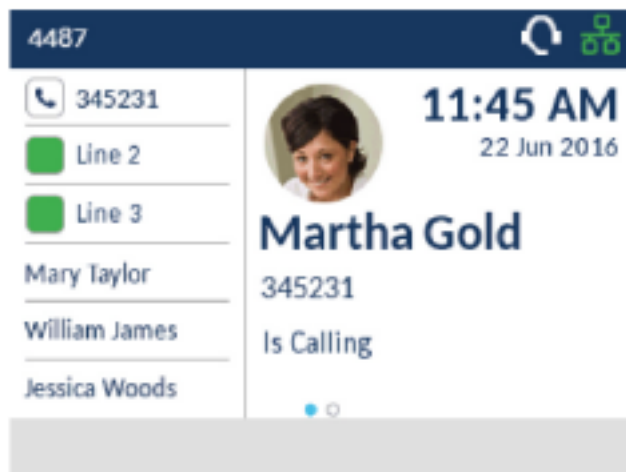 4487
345231
Line 2
Line 3
Mary Taylor
William James
Jessica Woods
11:45 AM
22 Jun 2016
Martha Gold
345231
Is Calling